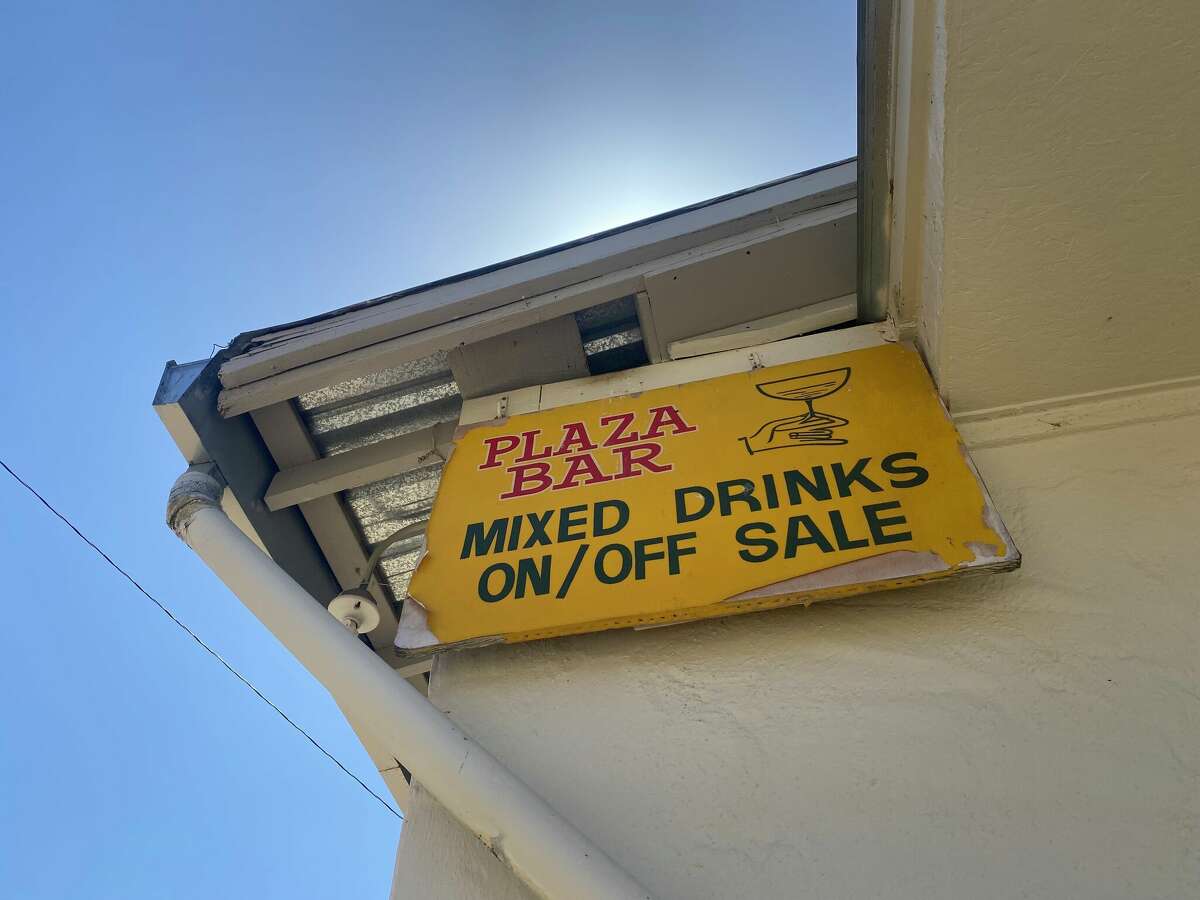 PLAZA
BAR
MIXED DRINKS
ON/OFF SALE